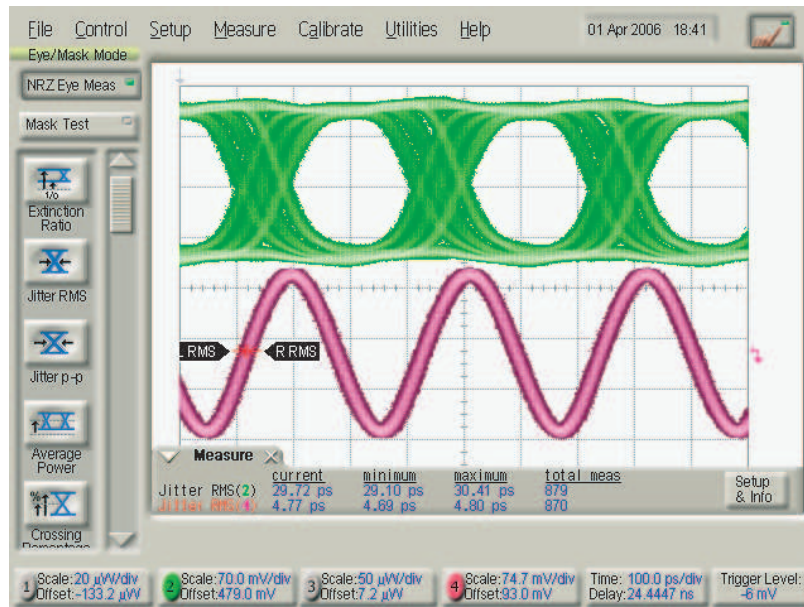 File Control Setup Measure Calibrate Utilities Help 01 Apr 2006 18:41
Eye/Mask Mode
NRZ Eye Meas
Mask Test
Extinction
Ratio
Jitter RMS
Jitter p-p
Average
Power
Crossing
L RMS R RMS
Measure
current minimum maximum total meas
Jitter RMS(2) 29.72 ps 29.10 ps 30.41 ps 879
Jitter RMS(4) 4.77 ps 4.69 ps 4.80 ps 870
Setup
& Info
1 Scale:20 µW/div
Offset:-133.2 µW
2 Scale:70.0 mV/div
Offset:479.0 mV
3 Scale:50 µW/div
Offset:7.2 µW
4 Scale:74.7 mV/div
Offset:93.0 mV
Time: 100.0 ps/div
Delay:24.4447 ns
Trigger Level:
-6 mV